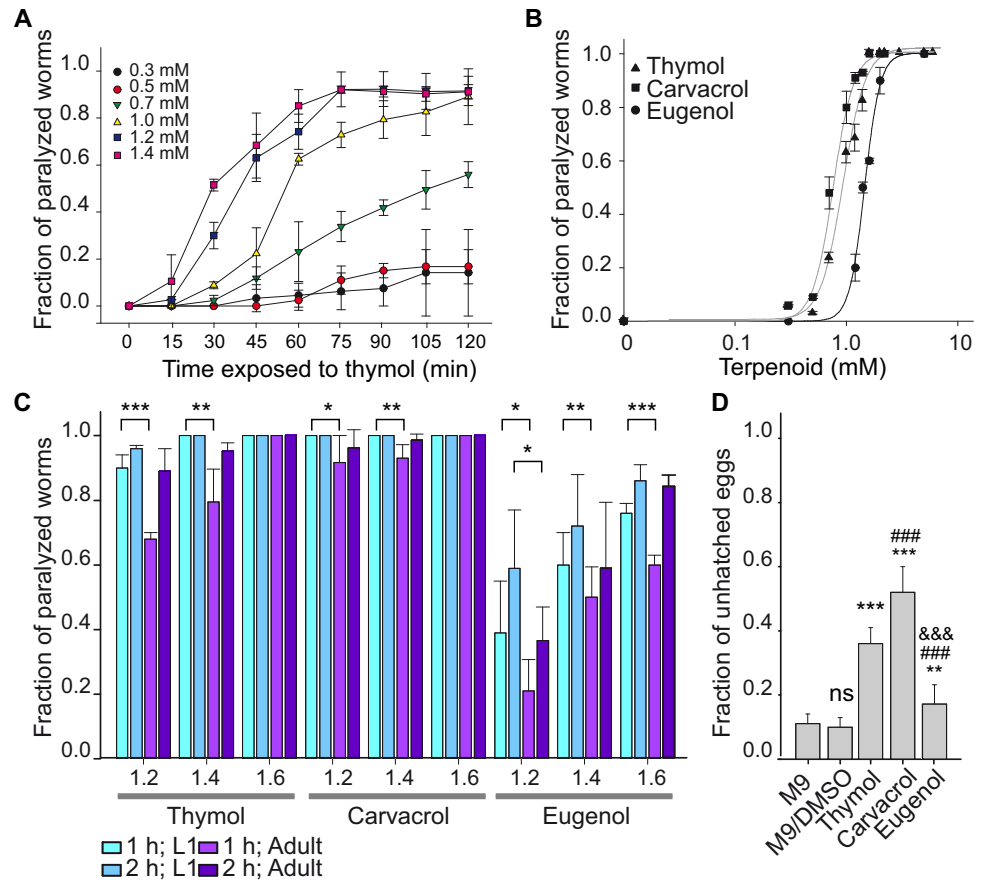 A
Fraction of paralyzed worms
1.0
0.8
0.6
0.4
0.2
0.0
0.3 mM
0.5 mM
0.7 mM
1.0 mM
1.2 mM
1.4 mM
0 15 30 45 60 75 90 105 120
Time exposed to thymol (min)
B
Fraction of paralyzed worms
1.0
0.8
0.6
0.4
0.2
0.0
Thymol
Carvacrol
Eugenol
0 0.1 1.0 10
Terpenoid (mM)
C
Fraction of paralyzed worms
1.0
0.8
0.6
0.4
0.2
0.0
*** ** * ** * ** ***
*
1.2 1.4 1.6 1.2 1.4 1.6 1.2 1.4 1.6
Thymol Carvacrol Eugenol
1 h; L1 1 h; Adult
2 h; L1 2 h; Adult
D
Fraction of unhatched eggs
1.0
0.8
0.6
0.4
0.2
0.0
ns
***
###
***
&&&
###
**
M9
M9/DMSO
Thymol
Carvacrol
Eugenol